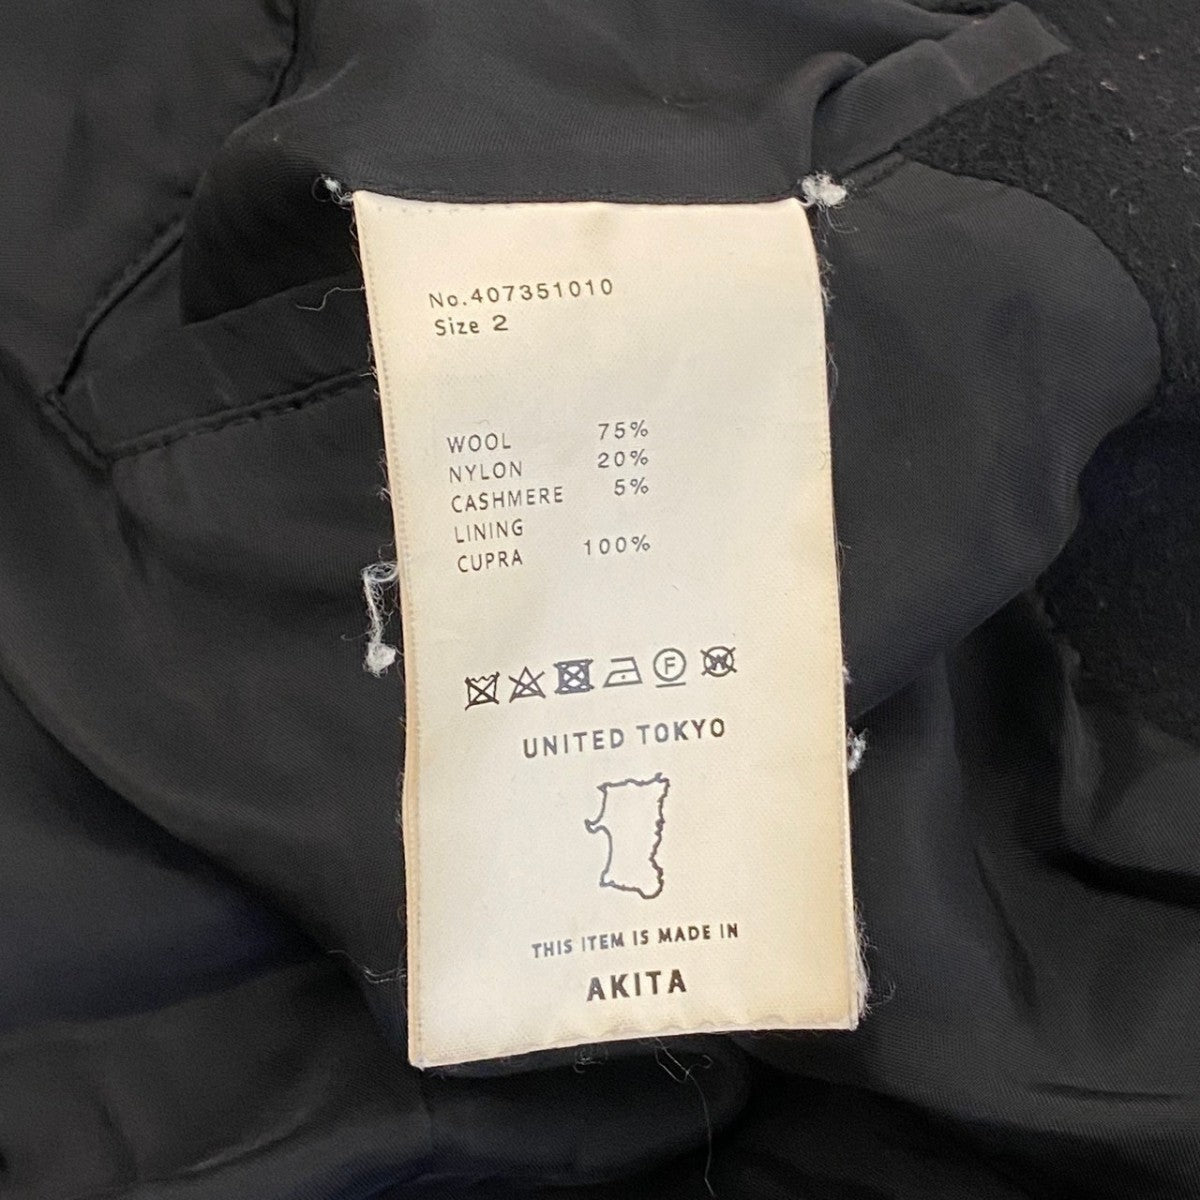 No.407351010
Size 2
WOOL 75%
NYLON 20%
CASHMERE 5%
LINING
CUPRA 100%
F W
UNITED TOKYO
THIS ITEM IS MADE IN
AKITA